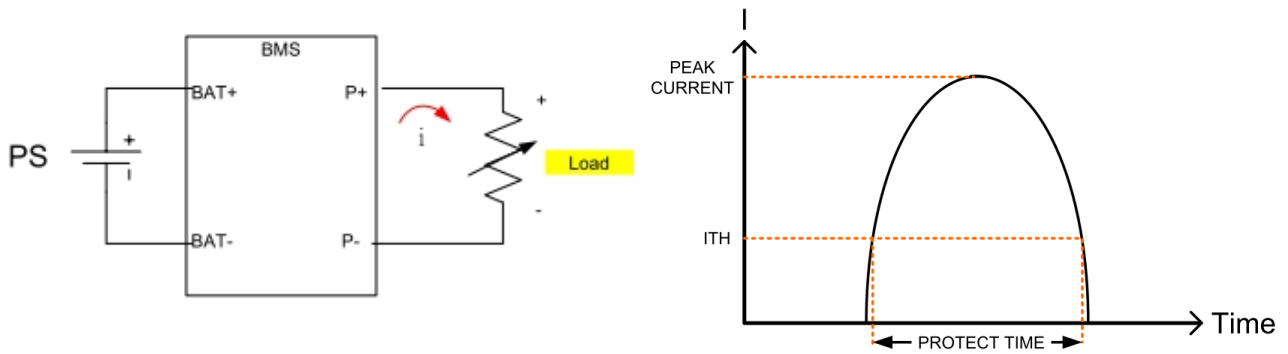 BMS
BAT+
P+
+
i
PS
+
Load
BAT-
P-
-
I
PEAK
CURRENT
ITH
Time
PROTECT TIME